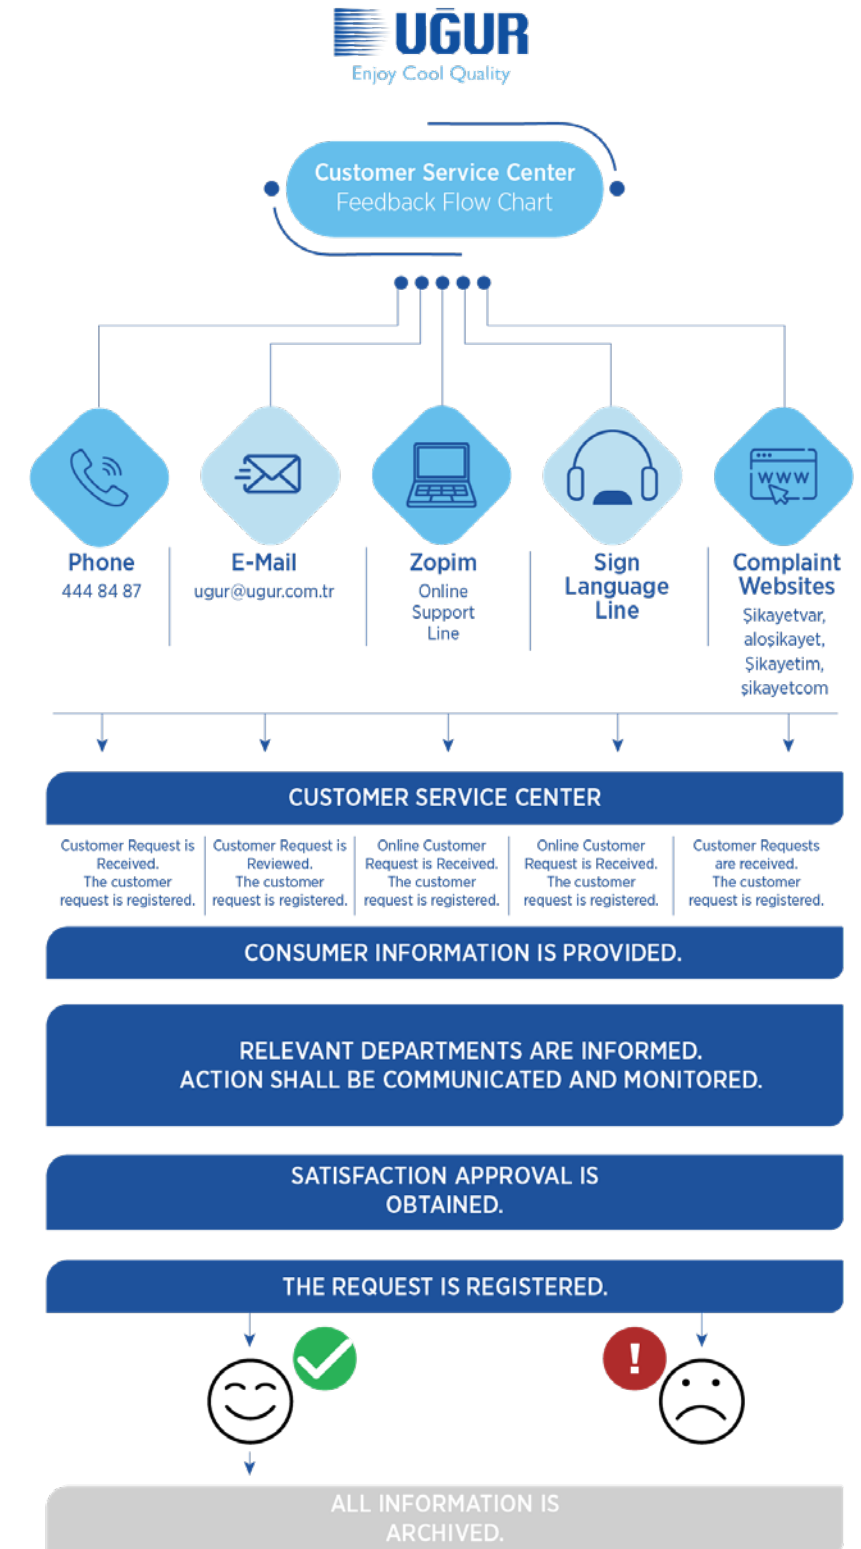 UĞUR
Enjoy Cool Quality
Customer Service Center
Feedback Flow Chart
Phone
444 84 87
E-Mail
ugur@ugur.com.tr
Zopim
Online
Support
Line
Sign
Language
Line
WWW
Complaint
Websites
Şikayetvar,
aloşikayet,
Şikayetim,
şikayetcom
CUSTOMER SERVICE CENTER
Customer Request is
Received.
The customer
request is registered.
Customer Request is
Reviewed.
The customer
request is registered.
Online Customer
Request is Received.
The customer
request is registered.
Online Customer
Request is Received.
The customer
request is registered.
Customer Requests
are received.
The customer
request is registered.
CONSUMER INFORMATION IS PROVIDED.
RELEVANT DEPARTMENTS ARE INFORMED.
ACTION SHALL BE COMMUNICATED AND MONITORED.
SATISFACTION APPROVAL IS
OBTAINED.
THE REQUEST IS REGISTERED.
!
ALL INFORMATION IS
ARCHIVED.